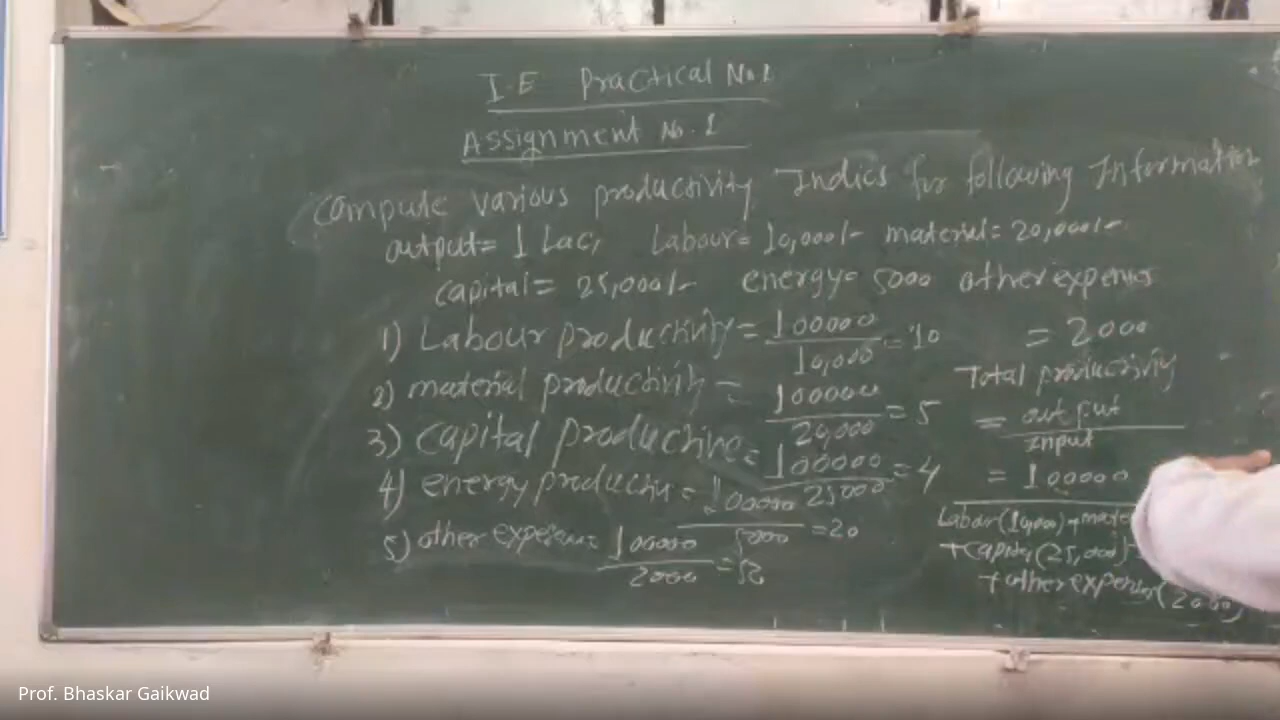 I.E Practical No.1
Assignment No. 1
Compute various productivity Indics for following Information
output= 1 Lac, Labour= 10,000/- material= 20,000/-
capital= 25,000/- energy= 5000 other expenses
= 2000
1) Labour productivity = 100000 / 10,000 = 10
2) material productivity = 100000 / 20,000 = 5
3) capital productive = 100000 / 25000 = 4
4) energy productiv = 100000 / 5000 = 20
5) other expesen = 100000 / 2000 = 50
Total productivity
= output / input
= 100000
Labour(10,000)+mate
+capital(25,000)
+other expenses(2000)
Prof. Bhaskar Gaikwad